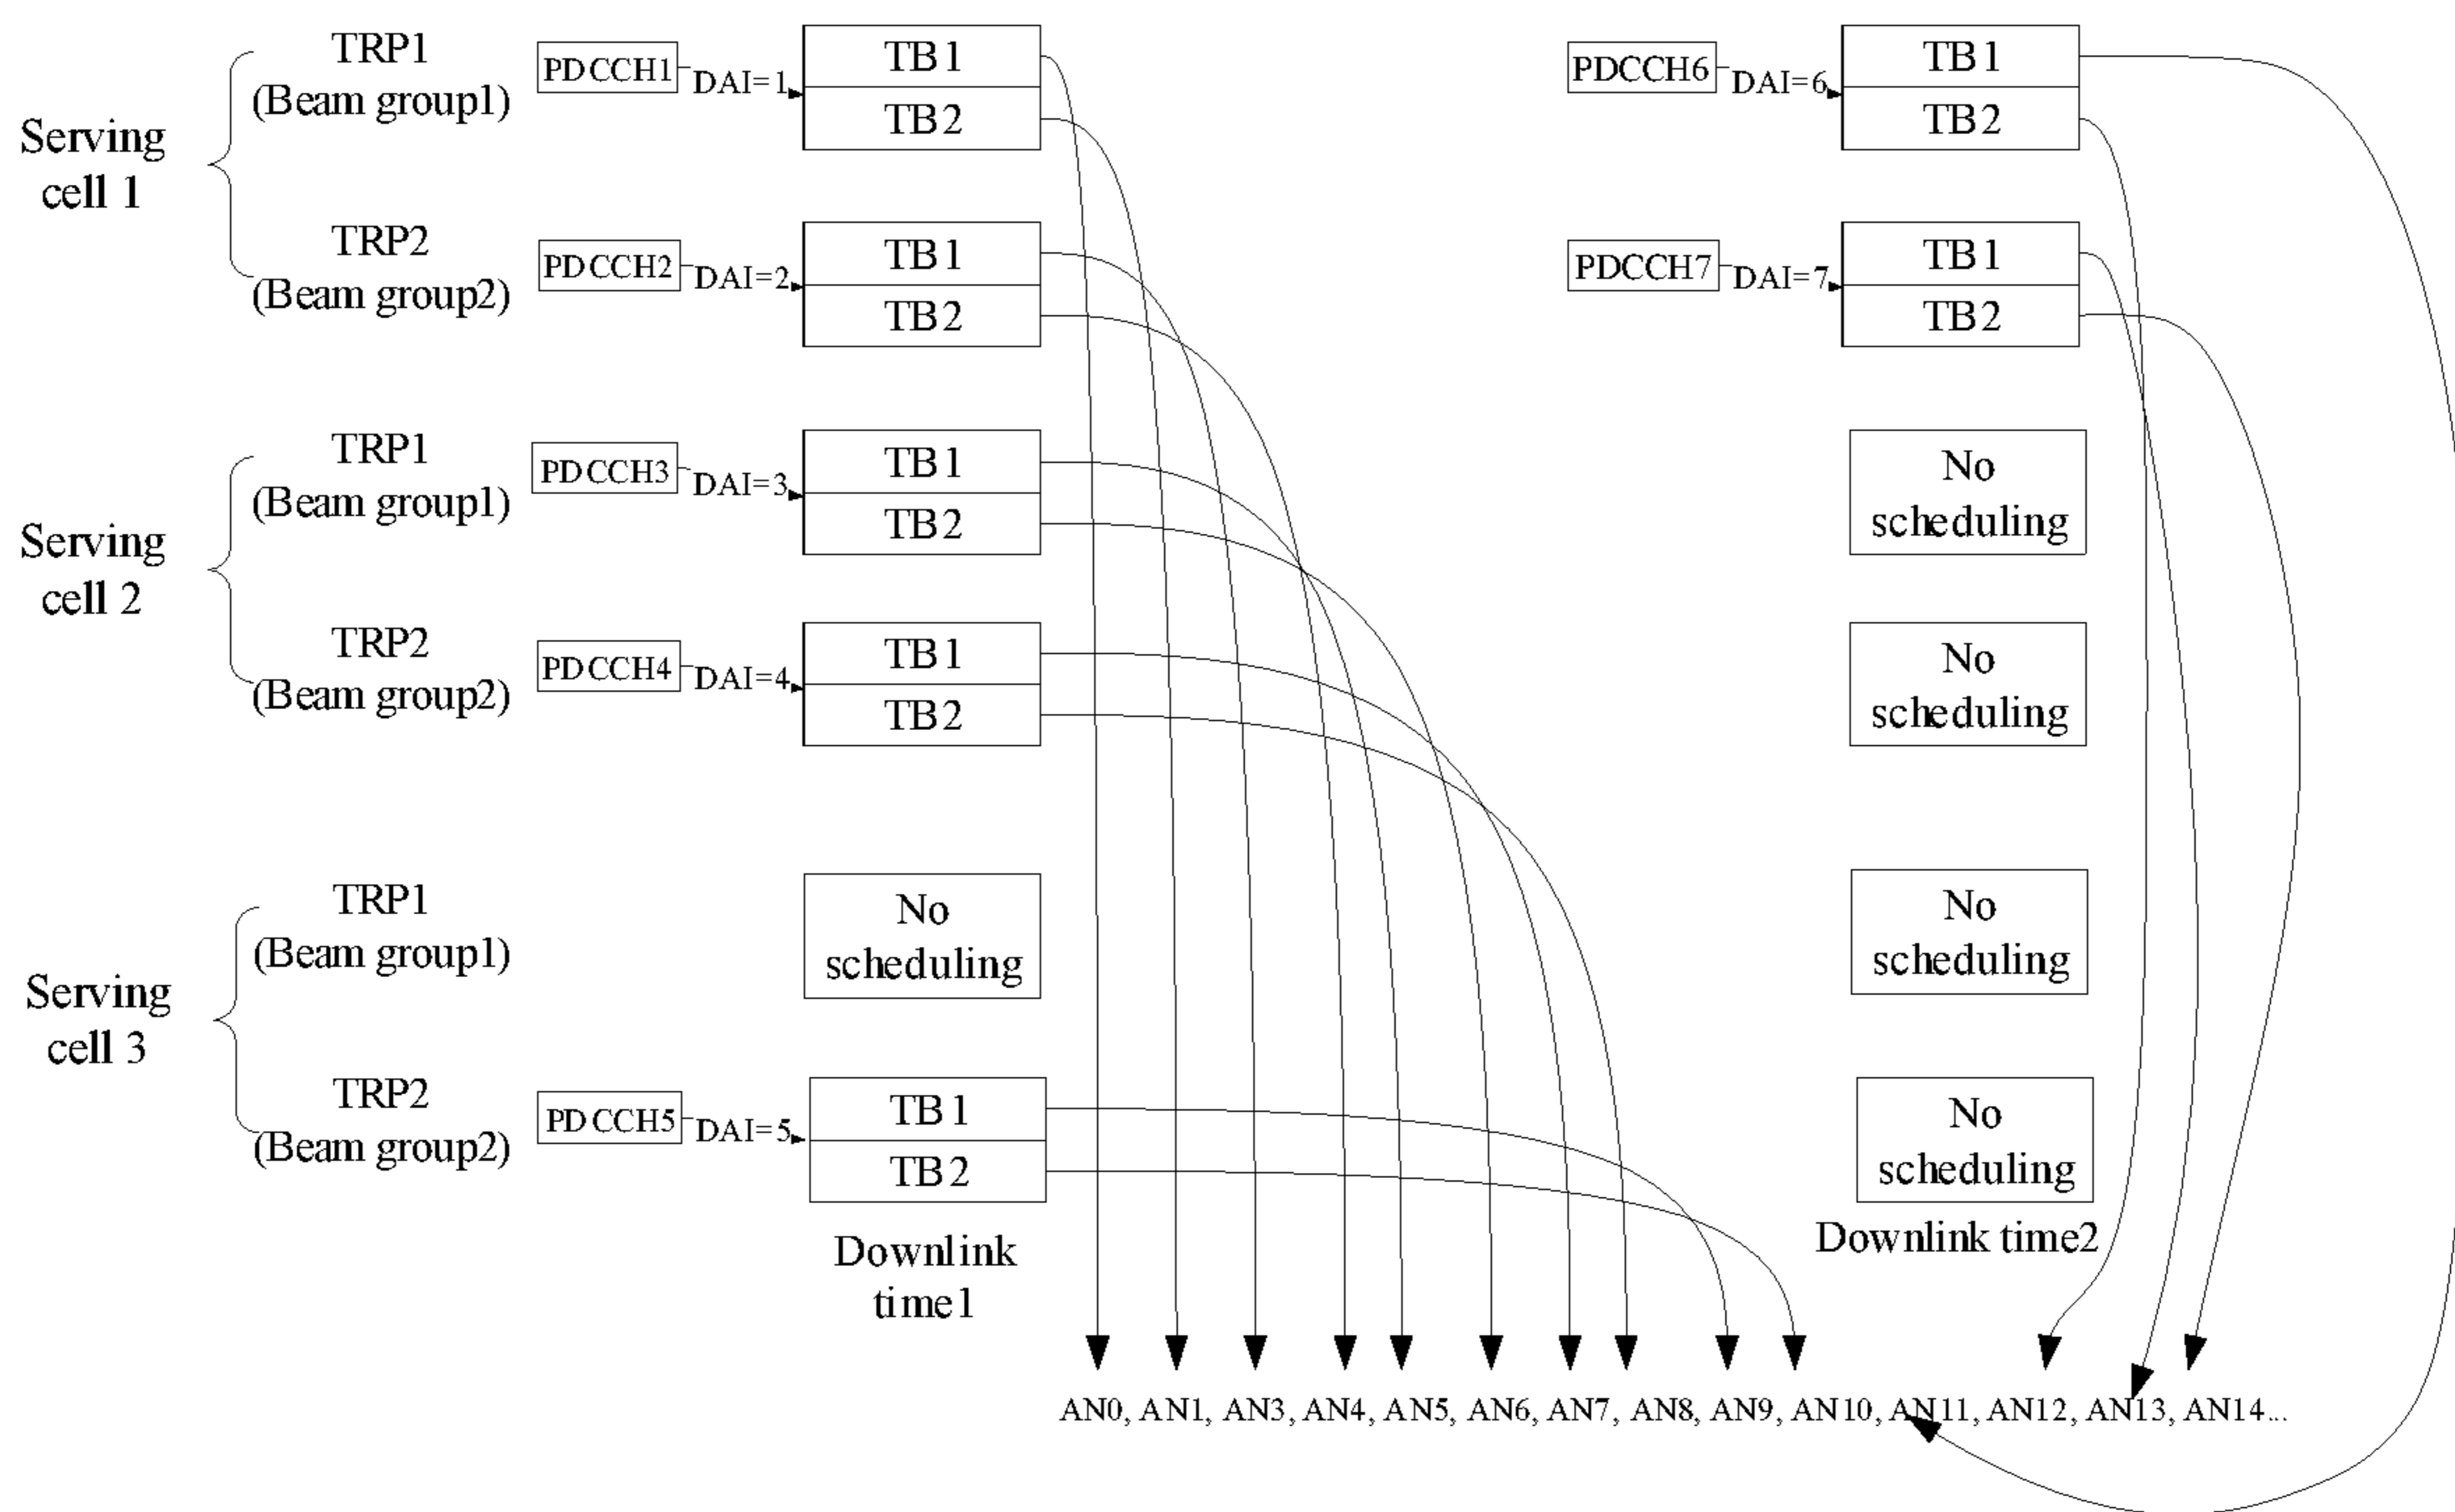 TRP1
(Beam group1)
PDCCH1
DAI=1
TB1
TB2
PDCCH6
DAI=6
TB1
TB2
Serving
cell 1
TRP2
(Beam group2)
PDCCH2
DAI=2
TB1
TB2
PDCCH7
DAI=7
TB1
TB2
TRP1
(Beam group1)
PDCCH3
DAI=3
TB1
TB2
No
scheduling
Serving
cell 2
TRP2
(Beam group2)
PDCCH4
DAI=4
TB1
TB2
No
scheduling
TRP1
(Beam group1)
No
scheduling
No
scheduling
Serving
cell 3
TRP2
(Beam group2)
PDCCH5
DAI=5
TB1
TB2
No
scheduling
Downlink
time1
Downlink time2
AN0, AN1, AN3, AN4, AN5, AN6, AN7, AN8, AN9, AN10, AN11, AN12, AN13, AN14...